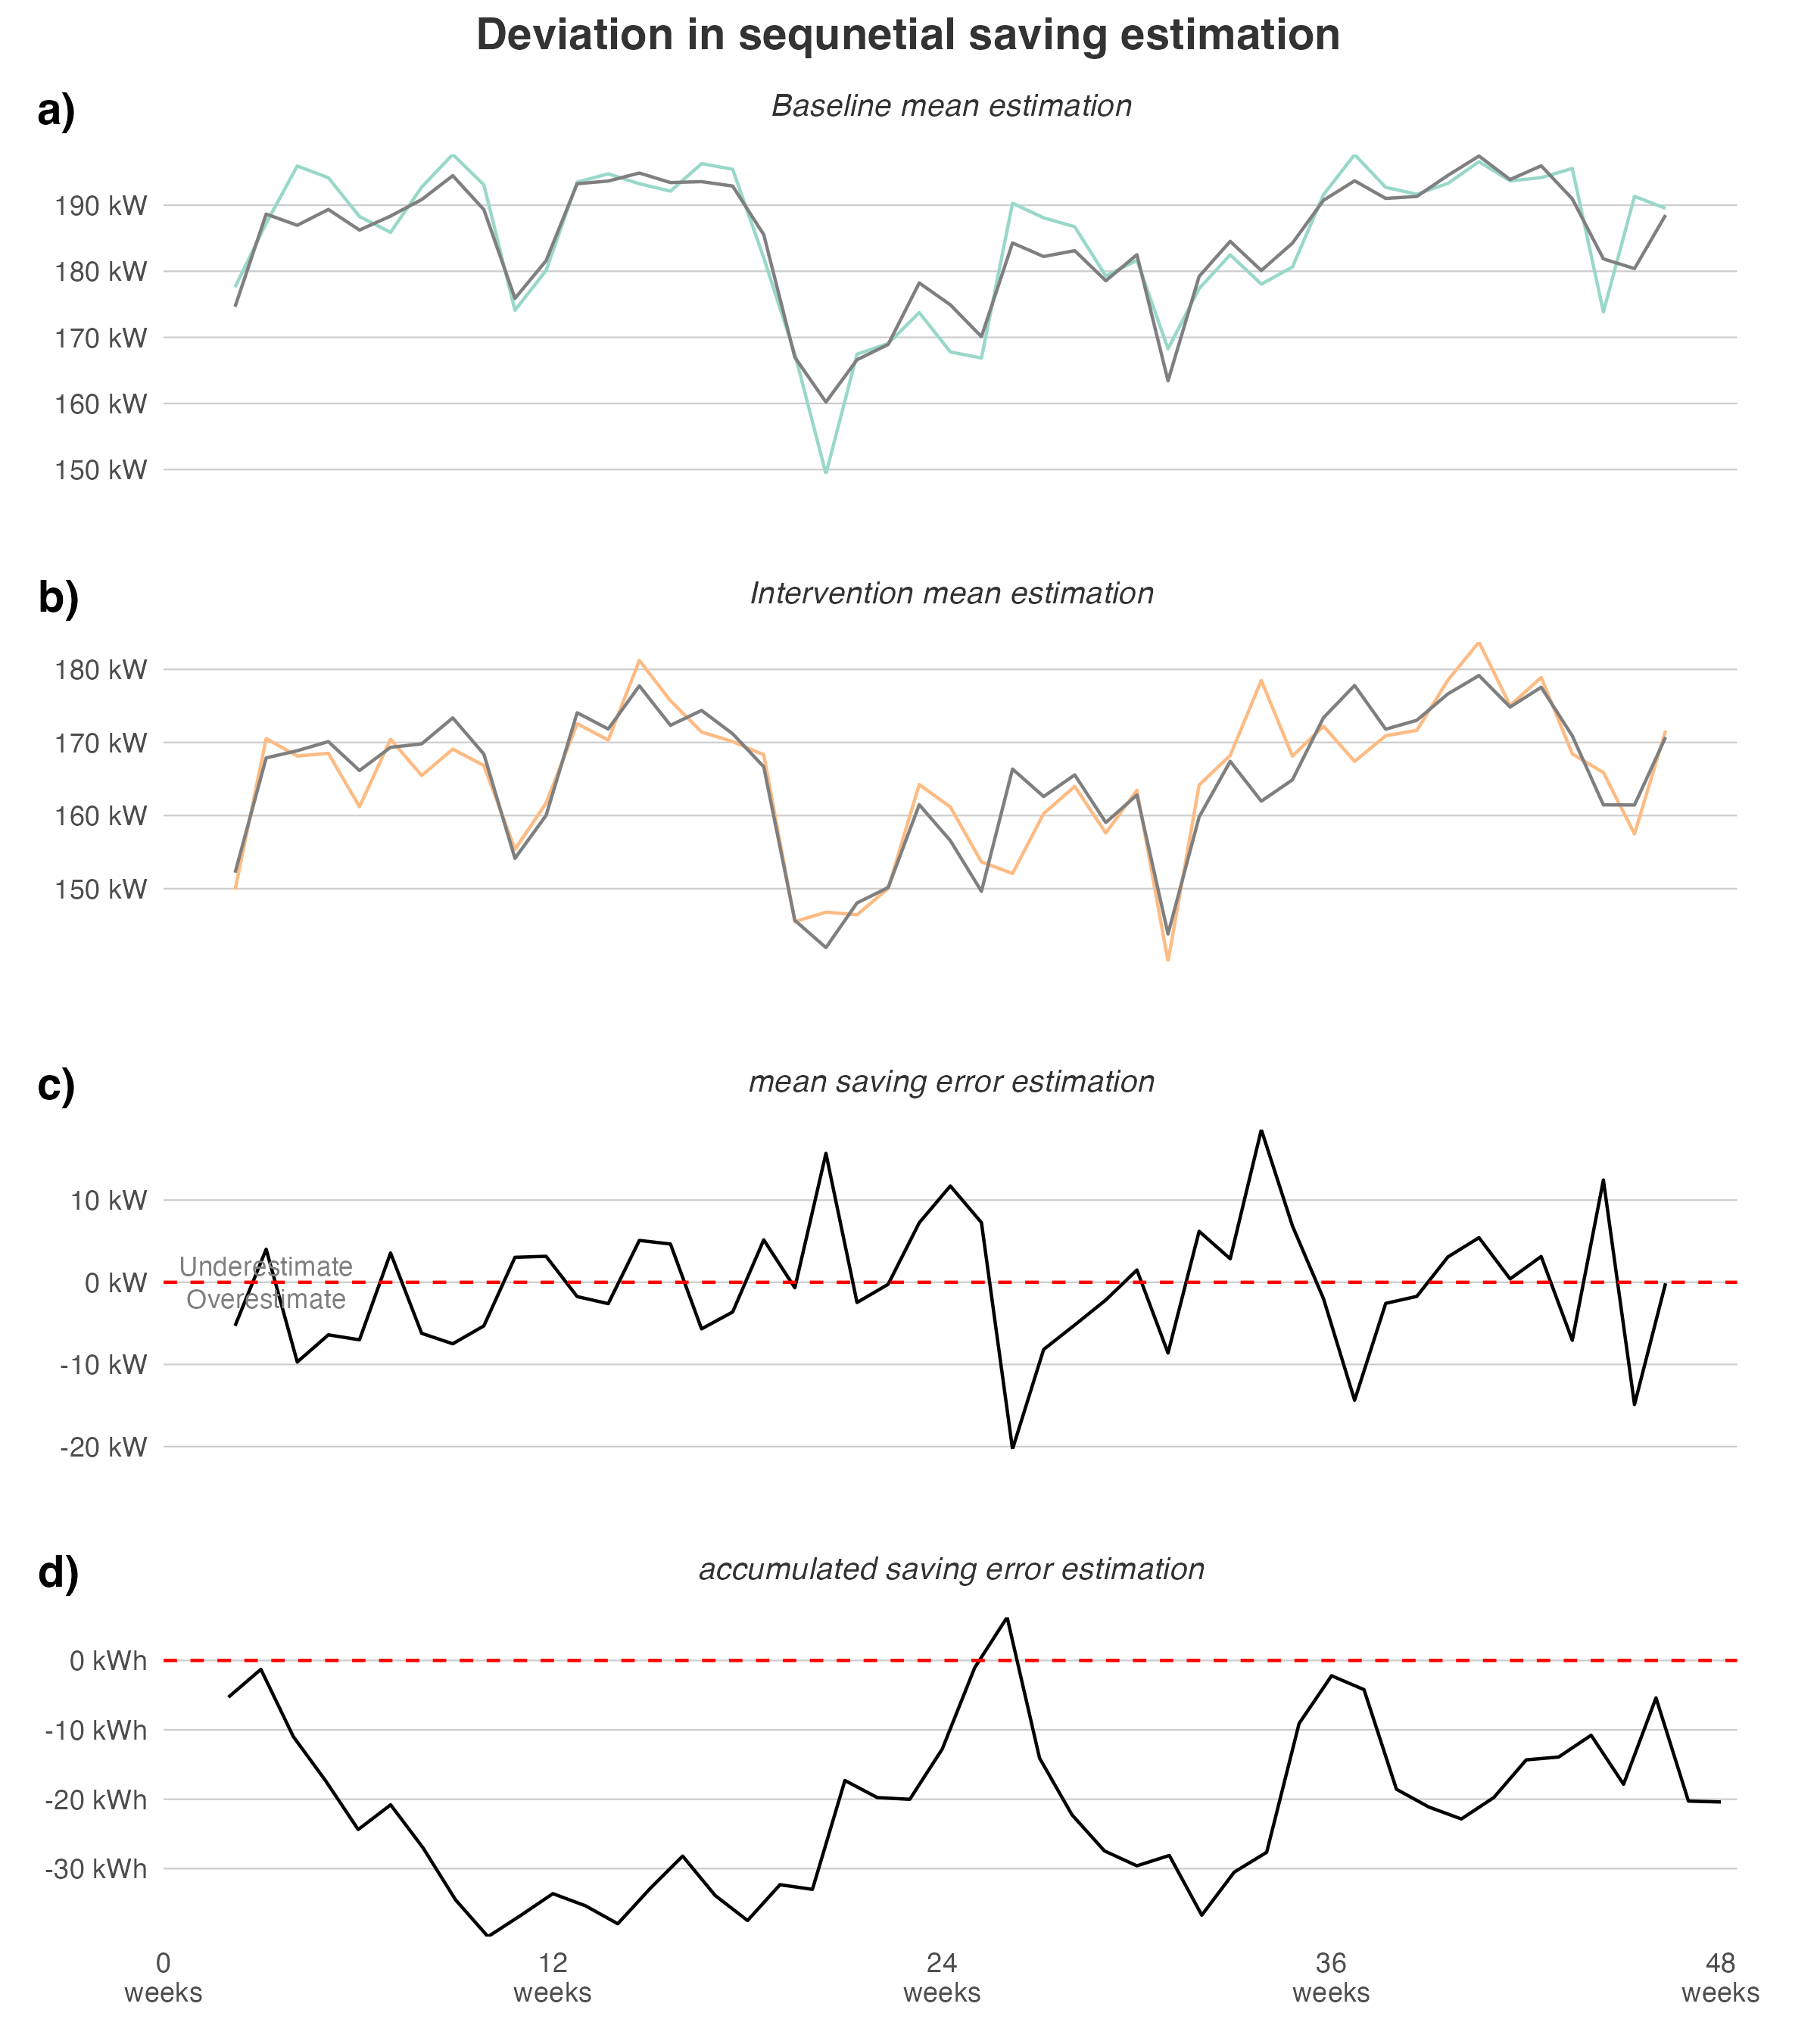 Deviation in sequnetial saving estimation
a)
Baseline mean estimation
190 kW
180 kW
170 kW
160 kW
150 kW
b)
Intervention mean estimation
180 kW
170 kW
160 kW
150 kW
c)
mean saving error estimation
10 kW
Underestimate
0 kW
Overestimate
-10 kW
-20 kW
d)
accumulated saving error estimation
0 kWh
-10 kWh
-20 kWh
-30 kWh
0 12 24 36 48
weeks weeks weeks weeks weeks